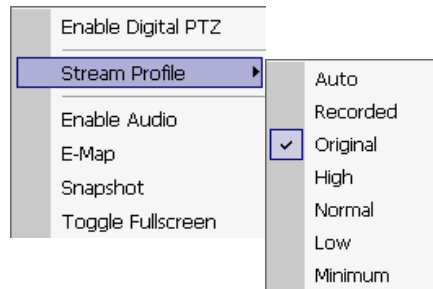 Enable Digital PTZ
Stream Profile
Enable Audio
E-Map
Snapshot
Toggle Fullscreen
Auto
Recorded
Original
High
Normal
Low
Minimum